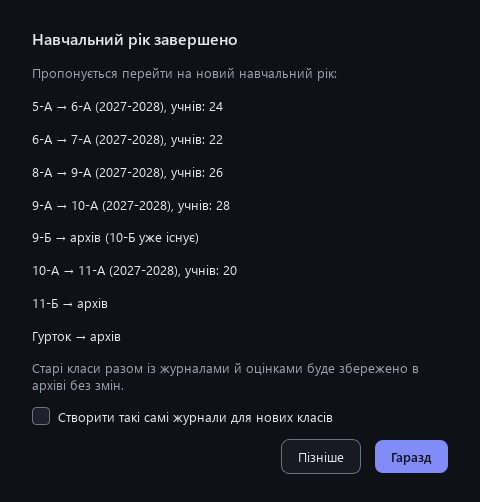 Навчальний рік завершено
Пропонується перейти на новий навчальний рік:
5-А → 6-А (2027-2028), учнів: 24
6-А → 7-А (2027-2028), учнів: 22
8-А → 9-А (2027-2028), учнів: 26
9-А → 10-А (2027-2028), учнів: 28
9-Б → архів (10-Б уже існує)
10-А → 11-А (2027-2028), учнів: 20
11-Б → архів
Гурток → архів
Старі класи разом із журналами й оцінками буде збережено в
архіві без змін.
Створити такі самі журнали для нових класів
Пізніше
Гаразд